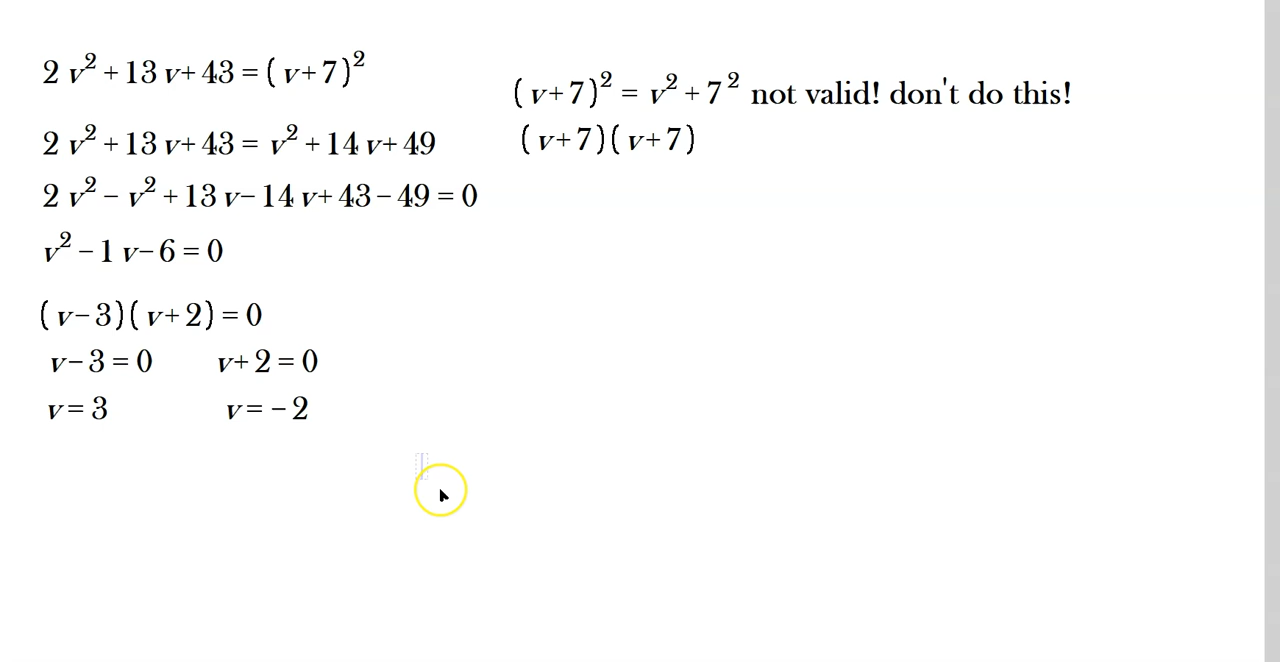 2 v² + 13 v + 43 = ( v + 7 )²
( v + 7 )² = v² + 7² not valid! don't do this!
2 v² + 13 v + 43 = v² + 14 v + 49
( v + 7 ) ( v + 7 )
2 v² − v² + 13 v − 14 v + 43 − 49 = 0
v² − 1 v − 6 = 0
( v − 3 ) ( v + 2 ) = 0
v − 3 = 0 v + 2 = 0
v = 3 v = − 2